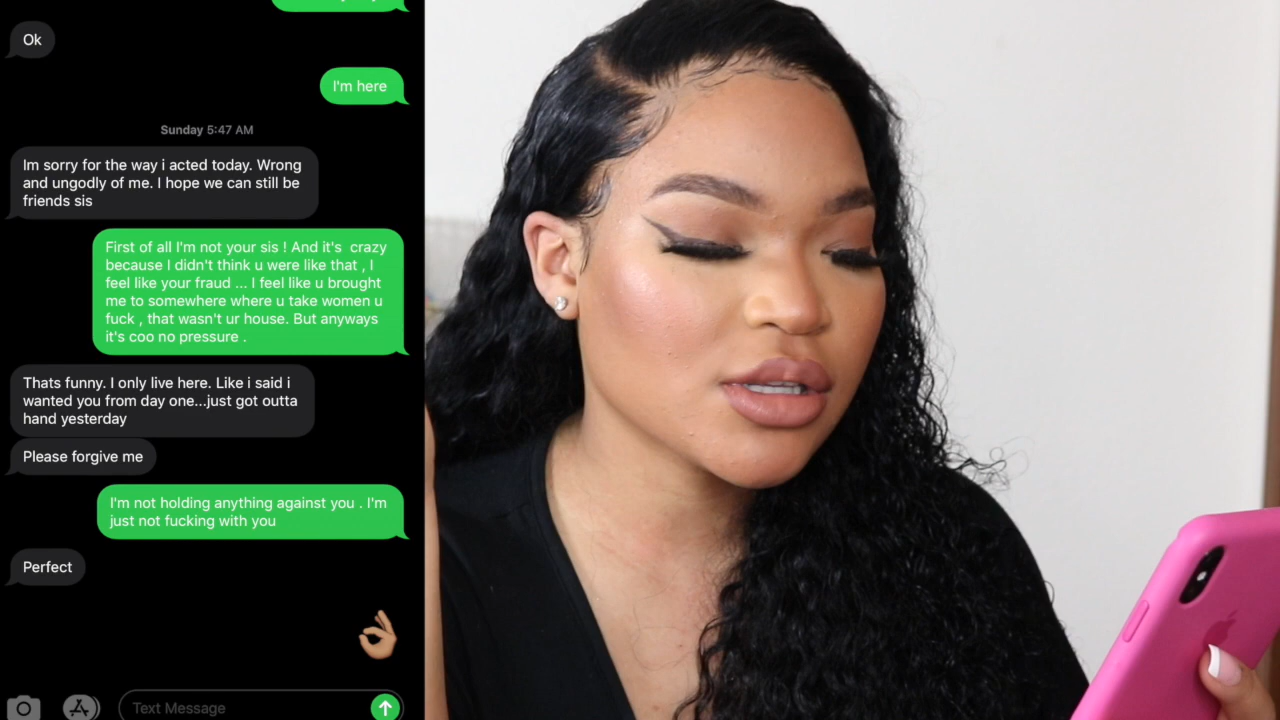 Ok
I'm here
Sunday 5:47 AM
Im sorry for the way i acted today. Wrong
and ungodly of me. I hope we can still be
friends sis
First of all I'm not your sis ! And it's  crazy
because I didn't think u were like that , I
feel like your fraud ... I feel like u brought
me to somewhere where u take women u
fuck , that wasn't ur house. But anyways
it's coo no pressure .
Thats funny. I only live here. Like i said i
wanted you from day one...just got outta
hand yesterday
Please forgive me
I'm not holding anything against you . I'm
just not fucking with you
Perfect
Text Message